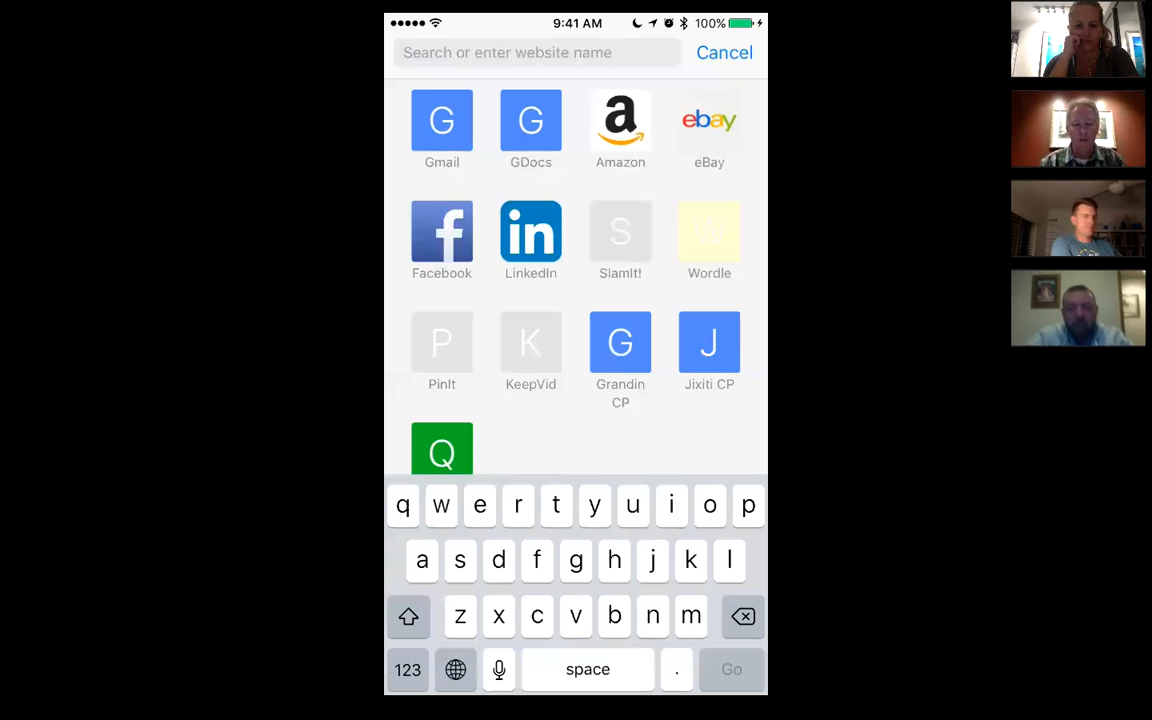 9:41 AM 100%
Search or enter website name Cancel
G G a ebay
Gmail GDocs Amazon eBay
f in S W
Facebook LinkedIn SlamIt! Wordle
P K G J
PinIt KeepVid Grandin CP Jixiti CP
Q
q w e r t y u i o p
a s d f g h j k l
z x c v b n m
123 space . Go